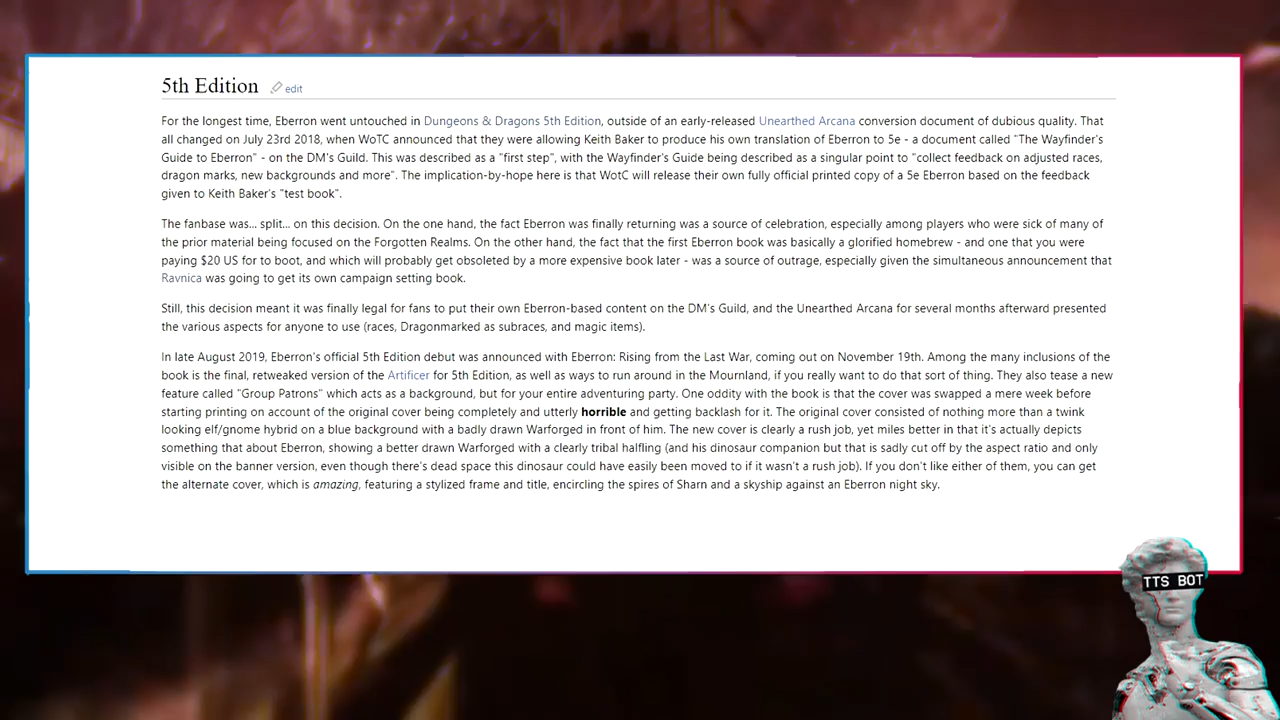 5th Edition edit
For the longest time, Eberron went untouched in Dungeons & Dragons 5th Edition, outside of an early-released Unearthed Arcana conversion document of dubious quality. That
all changed on July 23rd 2018, when WoTC announced that they were allowing Keith Baker to produce his own translation of Eberron to 5e - a document called "The Wayfinder's
Guide to Eberron" - on the DM's Guild. This was described as a "first step", with the Wayfinder's Guide being described as a singular point to "collect feedback on adjusted races,
dragon marks, new backgrounds and more". The implication-by-hope here is that WotC will release their own fully official printed copy of a 5e Eberron based on the feedback
given to Keith Baker's "test book".
The fanbase was... split... on this decision. On the one hand, the fact Eberron was finally returning was a source of celebration, especially among players who were sick of many of
the prior material being focused on the Forgotten Realms. On the other hand, the fact that the first Eberron book was basically a glorified homebrew - and one that you were
paying $20 US for to boot, and which will probably get obsoleted by a more expensive book later - was a source of outrage, especially given the simultaneous announcement that
Ravnica was going to get its own campaign setting book.
Still, this decision meant it was finally legal for fans to put their own Eberron-based content on the DM's Guild, and the Unearthed Arcana for several months afterward presented
the various aspects for anyone to use (races, Dragonmarked as subraces, and magic items).
In late August 2019, Eberron's official 5th Edition debut was announced with Eberron: Rising from the Last War, coming out on November 19th. Among the many inclusions of the
book is the final, retweaked version of the Artificer for 5th Edition, as well as ways to run around in the Mournland, if you really want to do that sort of thing. They also tease a new
feature called "Group Patrons" which acts as a background, but for your entire adventuring party. One oddity with the book is that the cover was swapped a mere week before
starting printing on account of the original cover being completely and utterly horrible and getting backlash for it. The original cover consisted of nothing more than a twink
looking elf/gnome hybrid on a blue background with a badly drawn Warforged in front of him. The new cover is clearly a rush job, yet miles better in that it's actually depicts
something that about Eberron, showing a better drawn Warforged with a clearly tribal halfling (and his dinosaur companion but that is sadly cut off by the aspect ratio and only
visible on the banner version, even though there's dead space this dinosaur could have easily been moved to if it wasn't a rush job). If you don't like either of them, you can get
the alternate cover, which is amazing, featuring a stylized frame and title, encircling the spires of Sharn and a skyship against an Eberron night sky.
TTS BOT